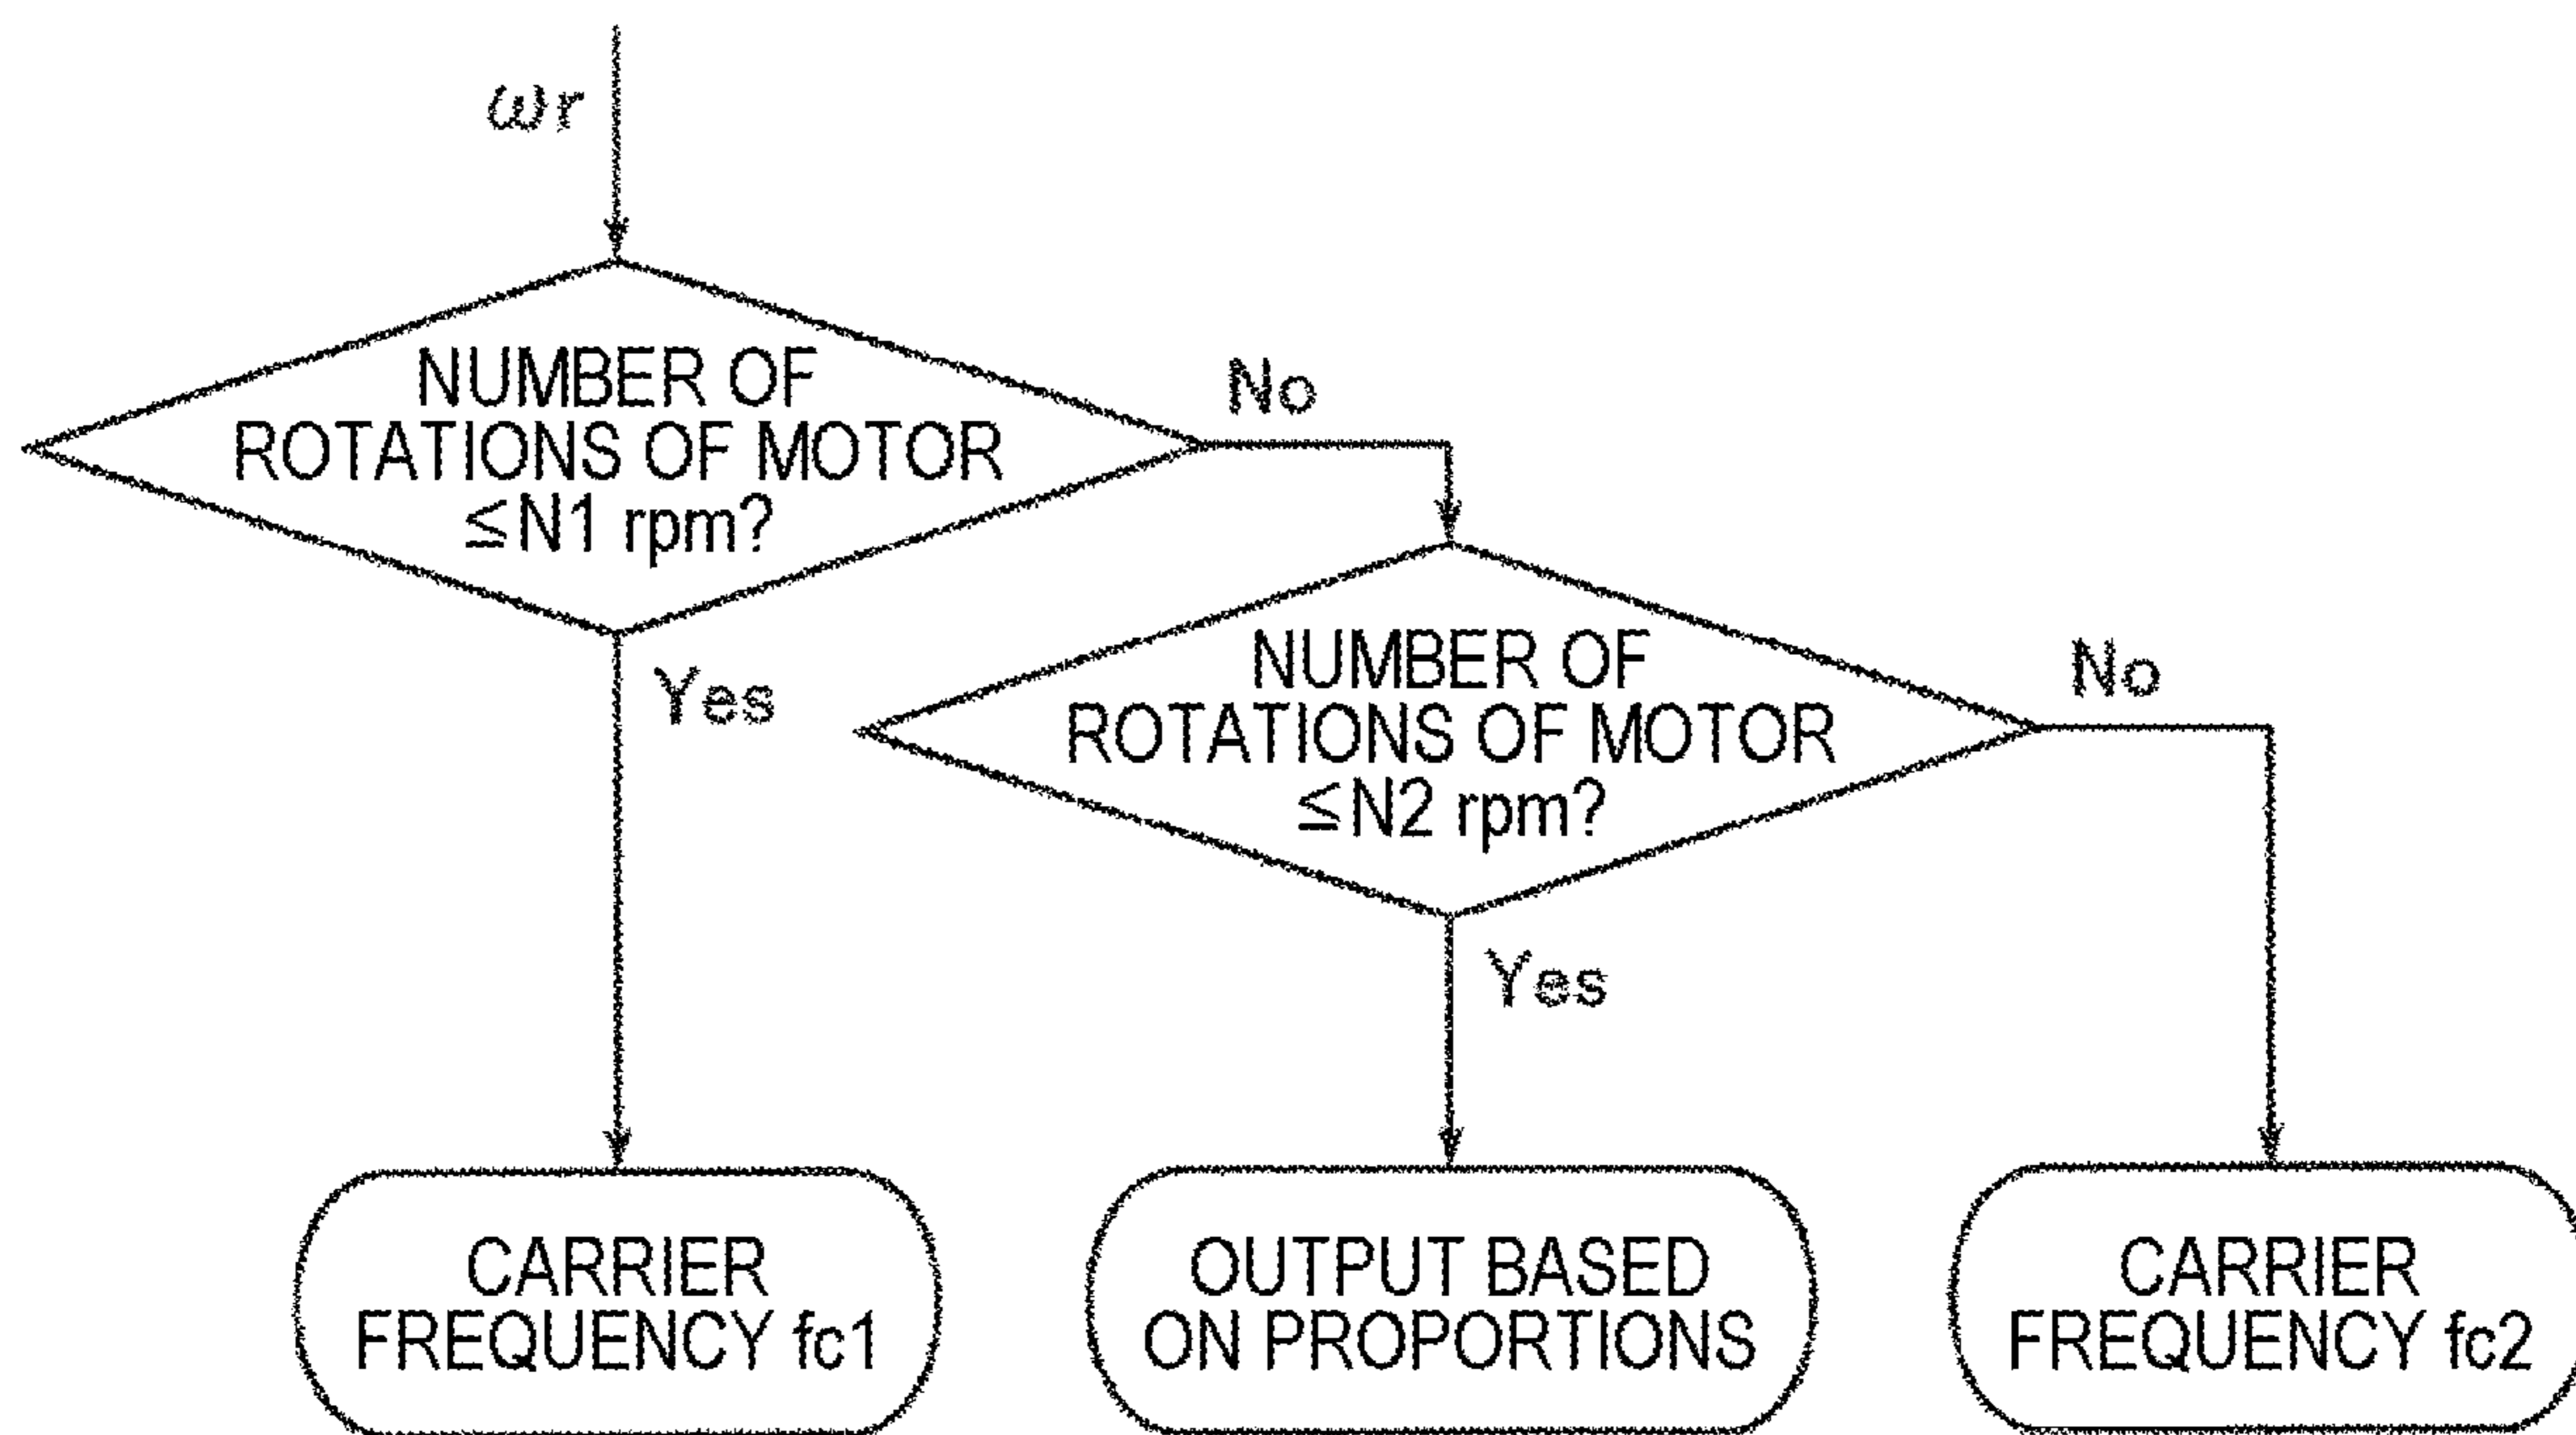 ωr
NUMBER OF
ROTATIONS OF MOTOR
≦N1 rpm?
No
Yes
NUMBER OF
ROTATIONS OF MOTOR
≦N2 rpm?
No
Yes
CARRIER
FREQUENCY fc1
OUTPUT BASED
ON PROPORTIONS
CARRIER
FREQUENCY fc2